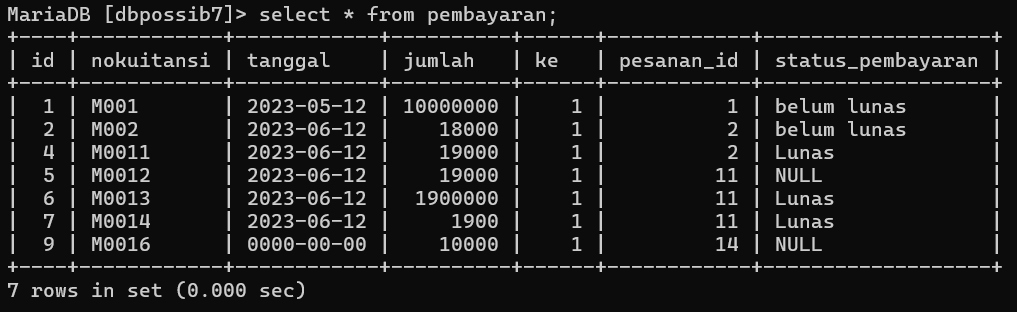 MariaDB [dbpossib7]> select * from pembayaran;
+----+------------+------------+----------+------+------------+-------------------+
| id | nokuitansi | tanggal    | jumlah   | ke   | pesanan_id | status_pembayaran |
+----+------------+------------+----------+------+------------+-------------------+
|  1 | M001       | 2023-05-12 | 10000000 |    1 |          1 | belum lunas       |
|  2 | M002       | 2023-06-12 |    18000 |    1 |          2 | belum lunas       |
|  4 | M0011      | 2023-06-12 |    19000 |    1 |          2 | Lunas             |
|  5 | M0012      | 2023-06-12 |    19000 |    1 |         11 | NULL              |
|  6 | M0013      | 2023-06-12 |  1900000 |    1 |         11 | Lunas             |
|  7 | M0014      | 2023-06-12 |     1900 |    1 |         11 | Lunas             |
|  9 | M0016      | 0000-00-00 |    10000 |    1 |         14 | NULL              |
+----+------------+------------+----------+------+------------+-------------------+
7 rows in set (0.000 sec)